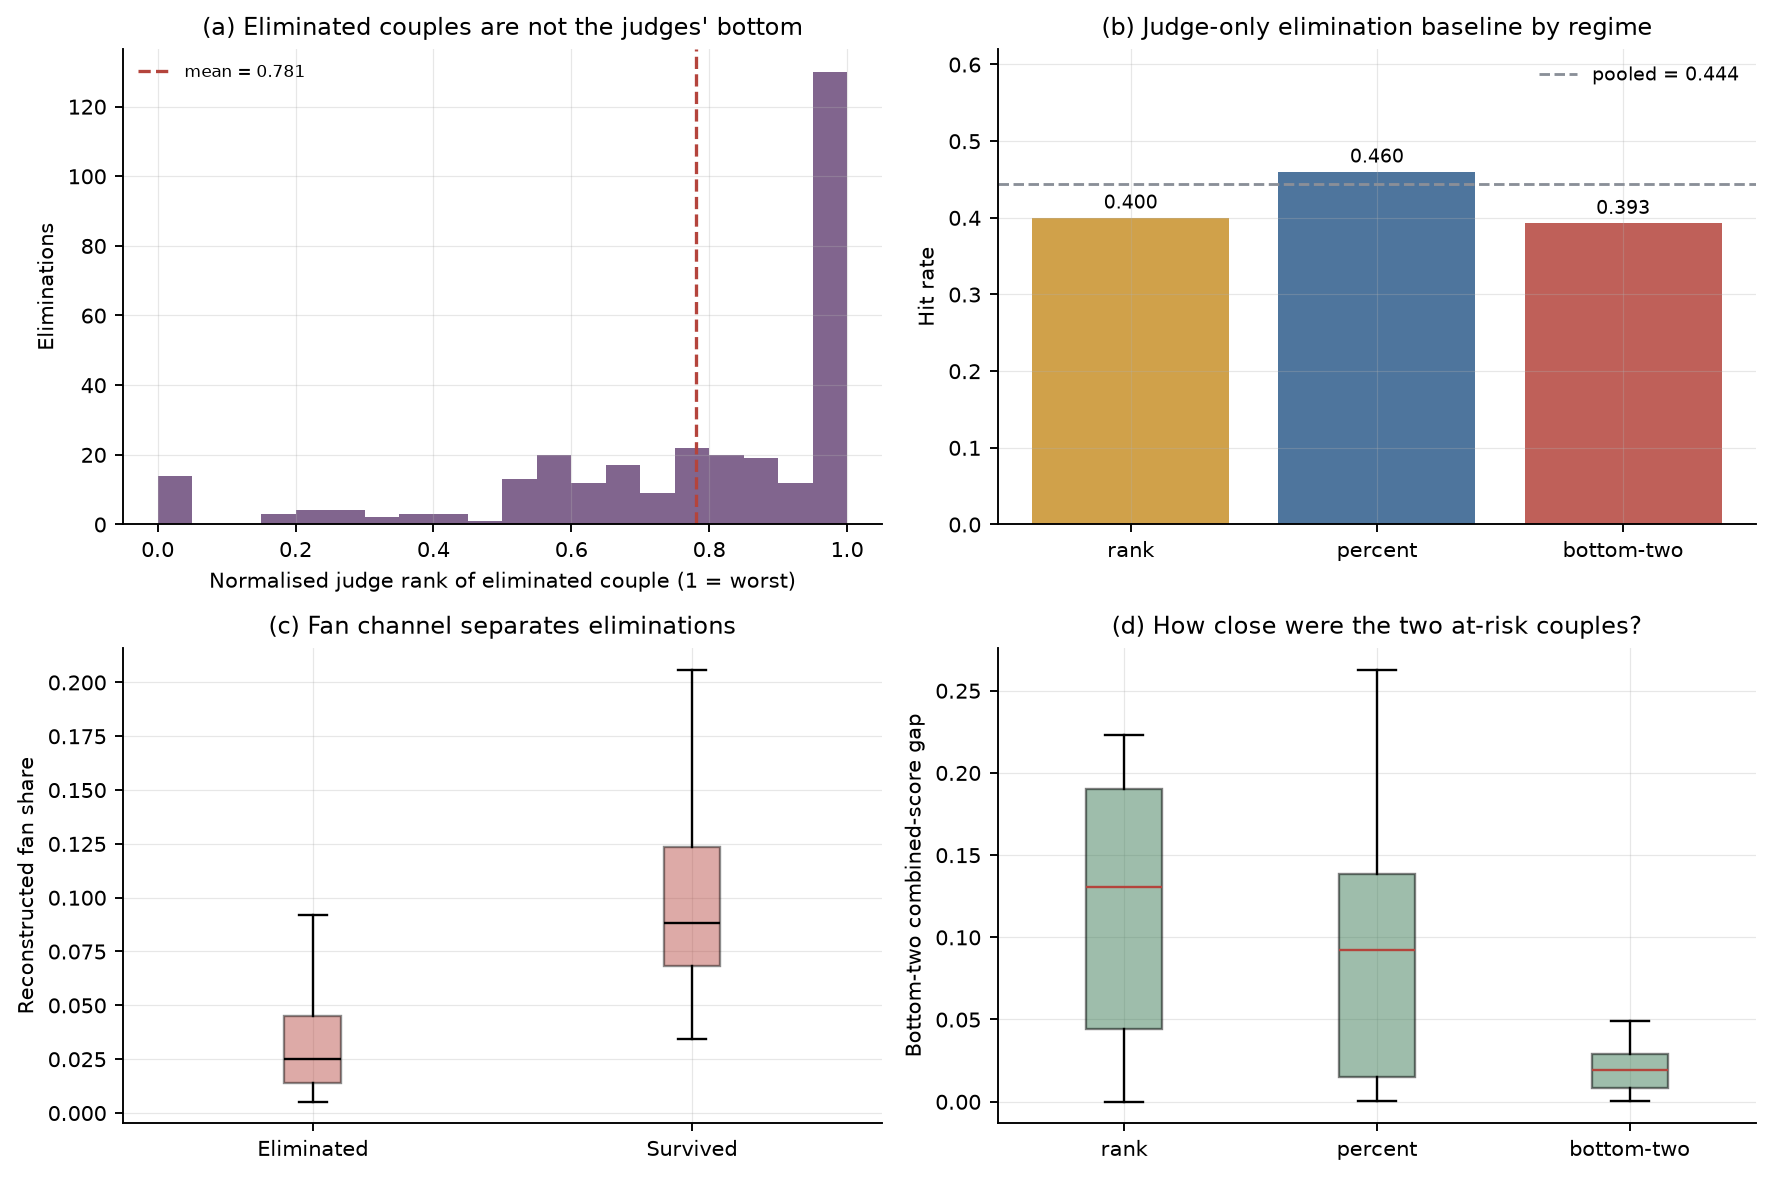 (a) Eliminated couples are not the judges' bottom
mean = 0.781
Eliminations
120
100
80
60
40
20
0
0.0 0.2 0.4 0.6 0.8 1.0
Normalised judge rank of eliminated couple (1 = worst)
(b) Judge-only elimination baseline by regime
pooled = 0.444
Hit rate
0.6
0.5
0.4
0.3
0.2
0.1
0.0
0.400
0.460
0.393
rank percent bottom-two
(c) Fan channel separates eliminations
Reconstructed fan share
0.200
0.175
0.150
0.125
0.100
0.075
0.050
0.025
0.000
Eliminated Survived
(d) How close were the two at-risk couples?
Bottom-two combined-score gap
0.25
0.20
0.15
0.10
0.05
0.00
rank percent bottom-two